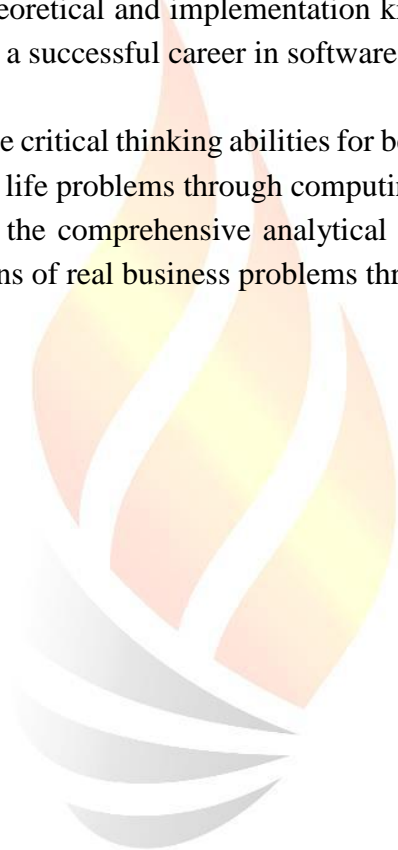 eoretical and implementation k
a successful career in software
e critical thinking abilities for b
life problems through computin
the comprehensive analytical
ns of real business problems thr